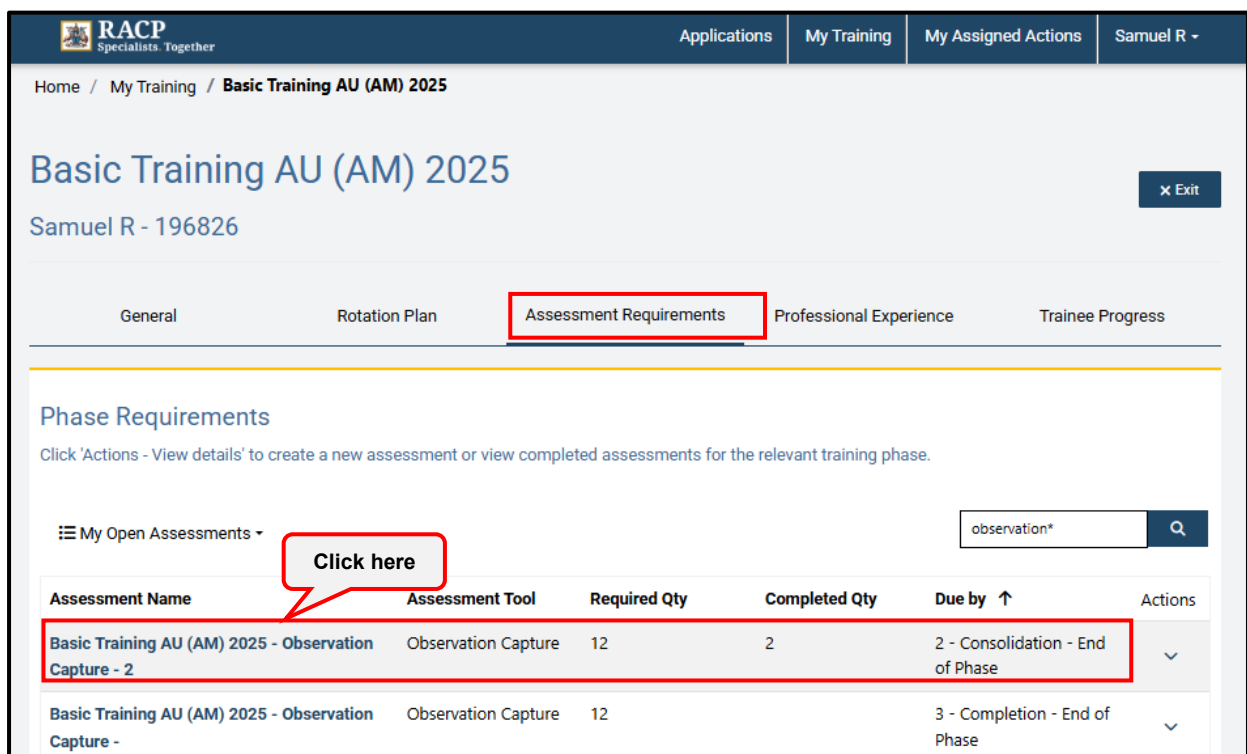 RACP
Specialists. Together
Applications
My Training
My Assigned Actions
Samuel R
Home / My Training / Basic Training AU (AM) 2025
Basic Training AU (AM) 2025
× Exit
Samuel R - 196826
General
Rotation Plan
Assessment Requirements
Professional Experience
Trainee Progress
Phase Requirements
Click 'Actions - View details' to create a new assessment or view completed assessments for the relevant training phase.
My Open Assessments
observation*
Click here
Assessment Name Assessment Tool Required Qty Completed Qty Due by ↑ Actions
Basic Training AU (AM) 2025 - Observation Observation Capture 12 2 2 - Consolidation - End
Capture - 2 of Phase
Basic Training AU (AM) 2025 - Observation Observation Capture 12 3 - Completion - End of
Capture - Phase